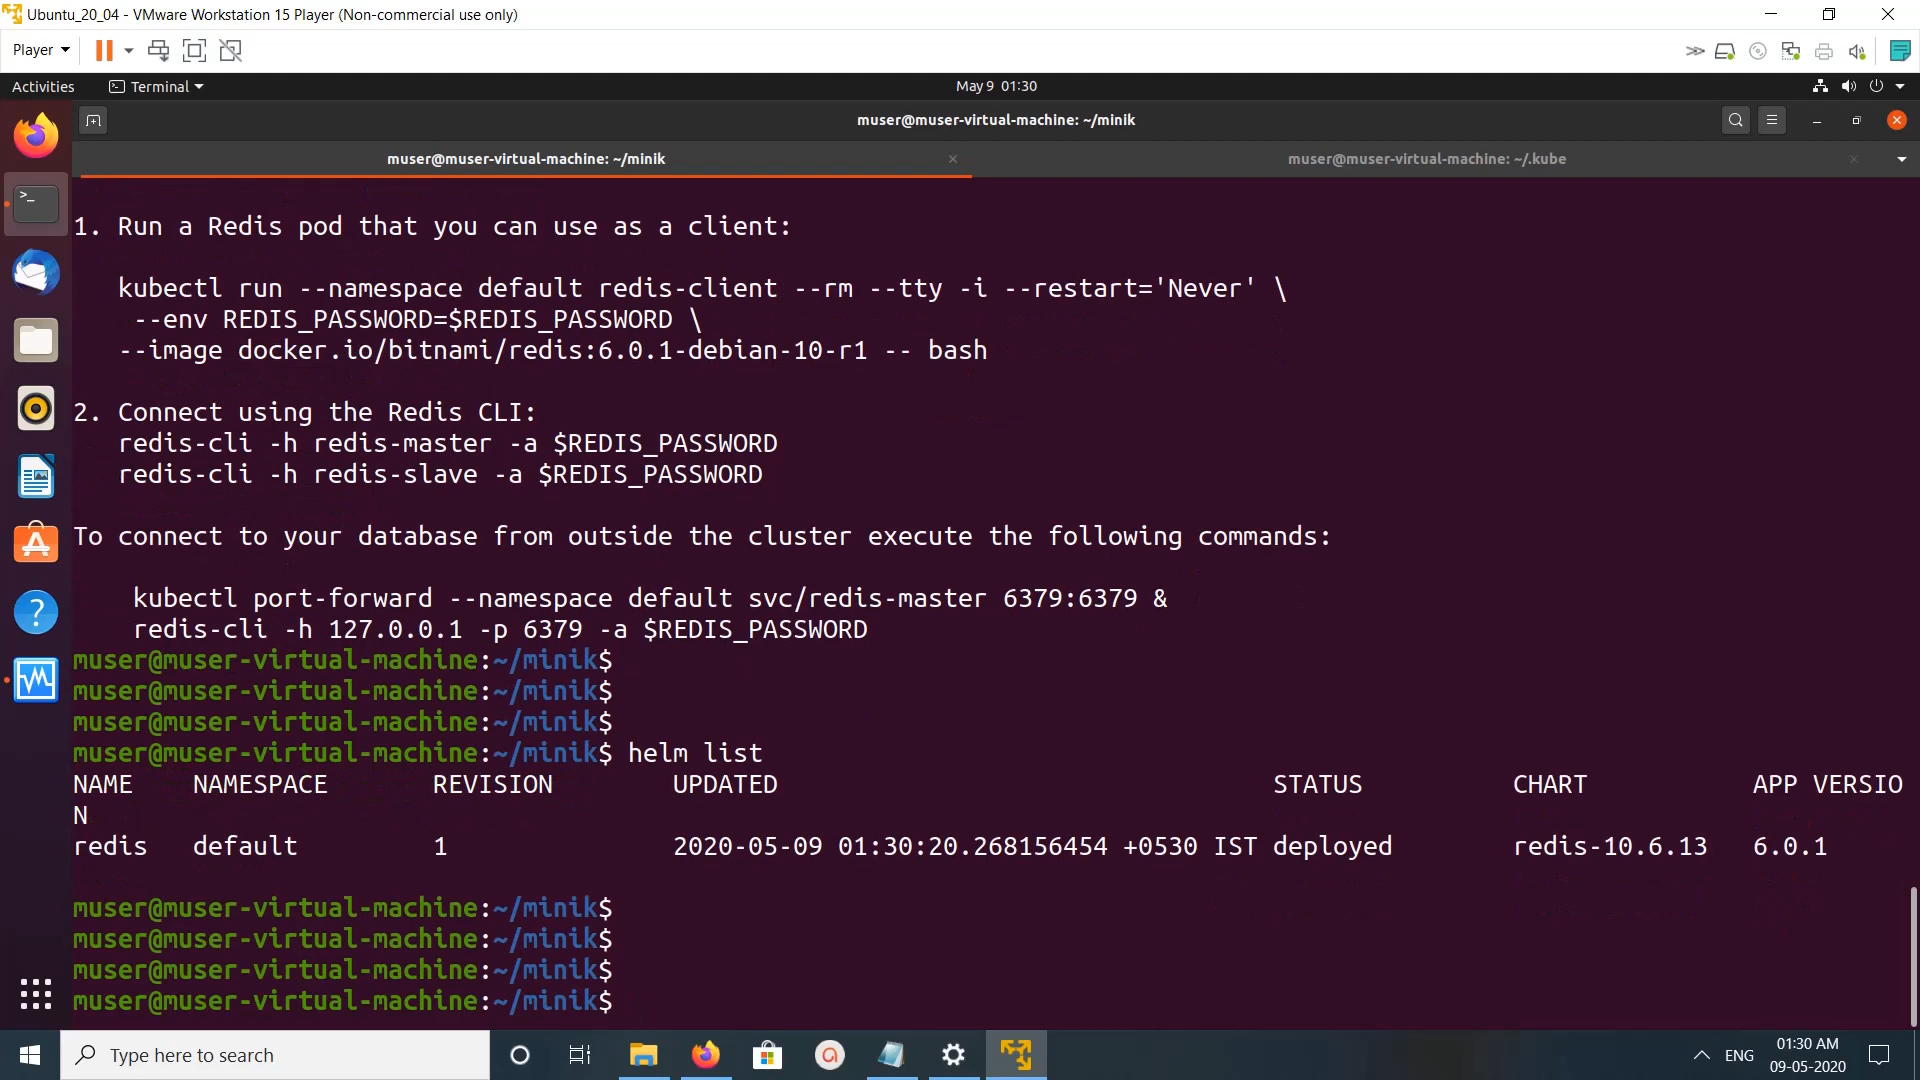 Ubuntu_20_04 - VMware Workstation 15 Player (Non-commercial use only)
Player
Activities
Terminal
May 9 01:30
muser@muser-virtual-machine: ~/minik
muser@muser-virtual-machine: ~/minik
muser@muser-virtual-machine: ~/.kube
1. Run a Redis pod that you can use as a client:
kubectl run --namespace default redis-client --rm --tty -i --restart='Never' \
--env REDIS_PASSWORD=$REDIS_PASSWORD \
--image docker.io/bitnami/redis:6.0.1-debian-10-r1 -- bash
2. Connect using the Redis CLI:
redis-cli -h redis-master -a $REDIS_PASSWORD
redis-cli -h redis-slave -a $REDIS_PASSWORD
To connect to your database from outside the cluster execute the following commands:
kubectl port-forward --namespace default svc/redis-master 6379:6379 &
redis-cli -h 127.0.0.1 -p 6379 -a $REDIS_PASSWORD
muser@muser-virtual-machine:~/minik$
muser@muser-virtual-machine:~/minik$
muser@muser-virtual-machine:~/minik$
muser@muser-virtual-machine:~/minik$ helm list
NAME NAMESPACE REVISION UPDATED STATUS CHART APP VERSIO
N
redis default 1 2020-05-09 01:30:20.268156454 +0530 IST deployed redis-10.6.13 6.0.1
muser@muser-virtual-machine:~/minik$
muser@muser-virtual-machine:~/minik$
muser@muser-virtual-machine:~/minik$
muser@muser-virtual-machine:~/minik$
Type here to search
ENG
01:30 AM
09-05-2020